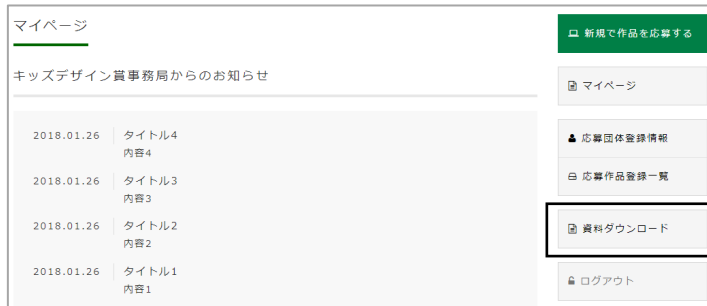 マイページ
キッズデザイン賞事務局からのお知らせ
2018.01.26 タイトル4
内容4
2018.01.26 タイトル3
内容3
2018.01.26 タイトル2
内容2
2018.01.26 タイトル1
内容1
新規で作品を応募する
マイページ
応募団体登録情報
応募作品登録一覧
資料ダウンロード
ログアウト